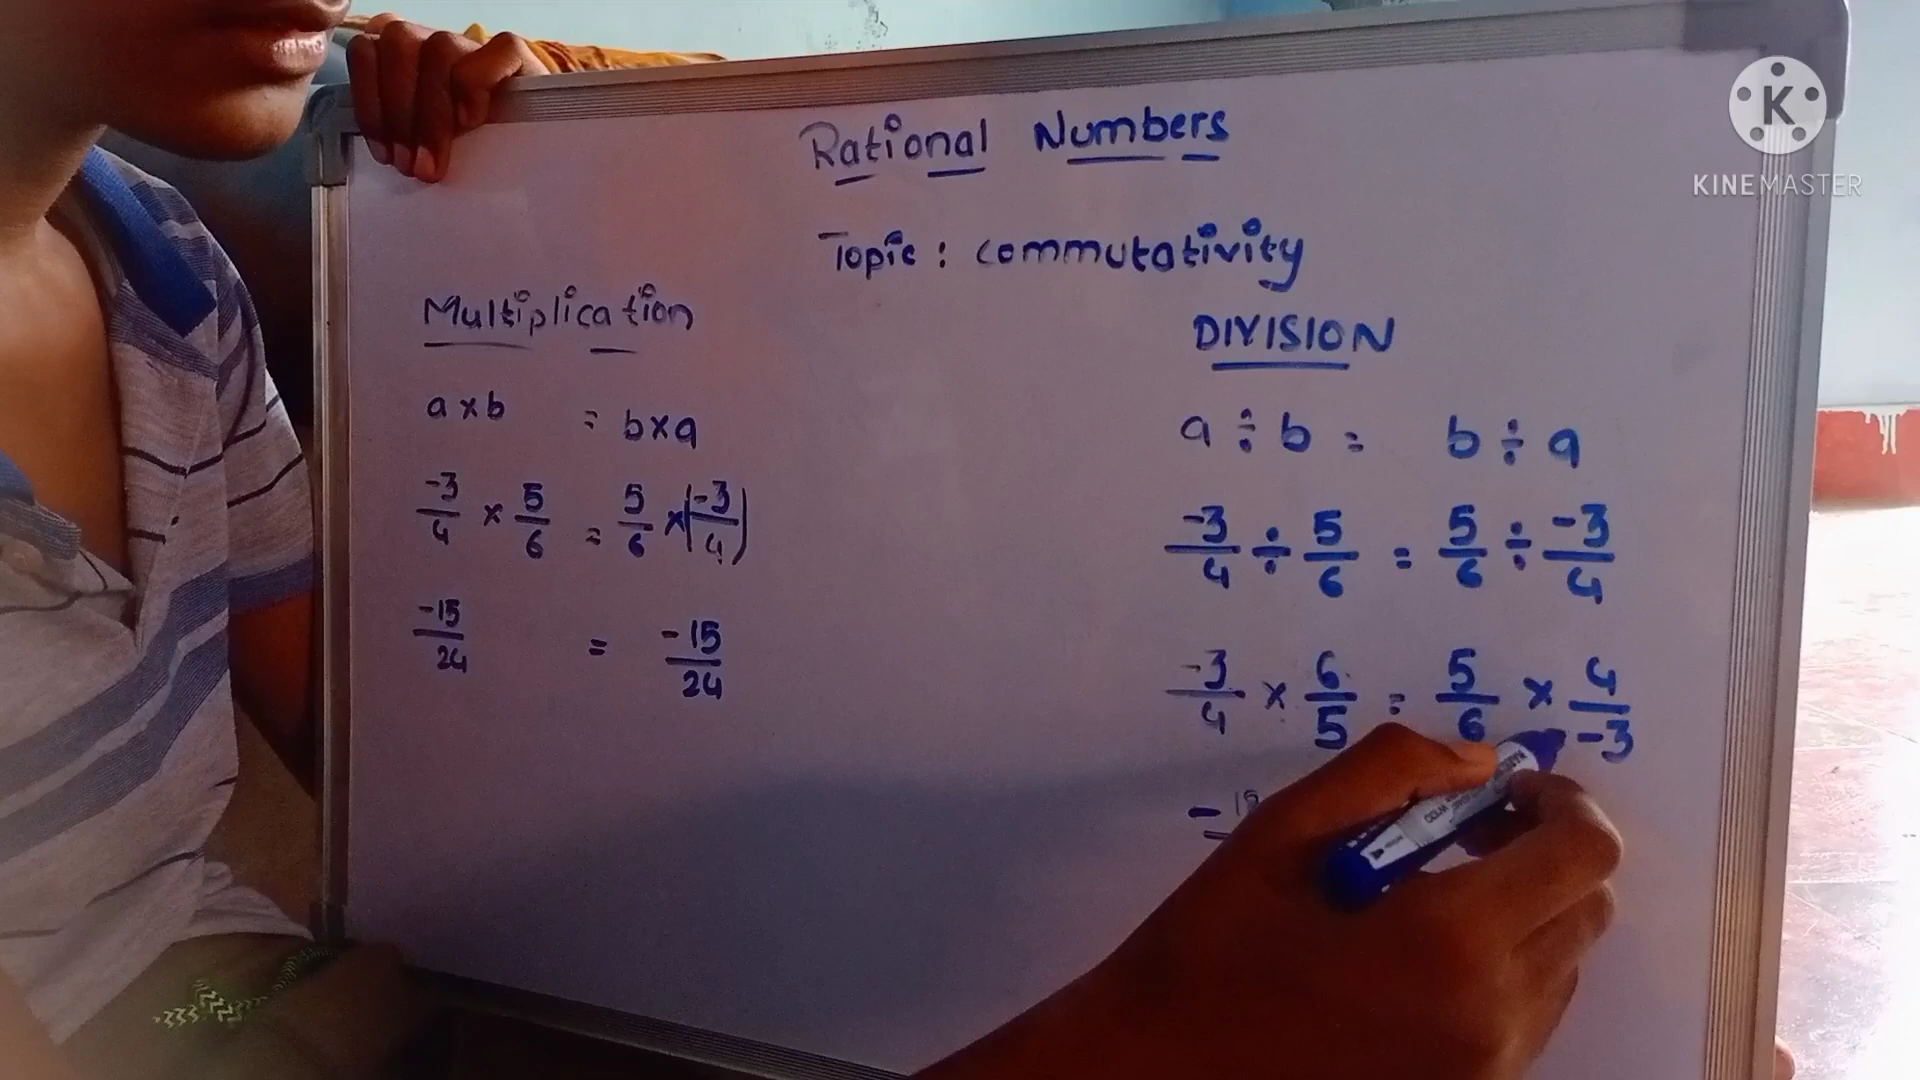 Rational Numbers
Topic : commutativity
Multiplication
a×b = b×a
-3/4 × 5/6 = 5/6 ×(-3/4)
-15/24 = -15/24
DIVISION
a ÷ b = b ÷ a
-3/4 ÷ 5/6 = 5/6 ÷ -3/4
-3/4 × 6/5 = 5/6 × 4/-3
-18
K
KINEMASTER